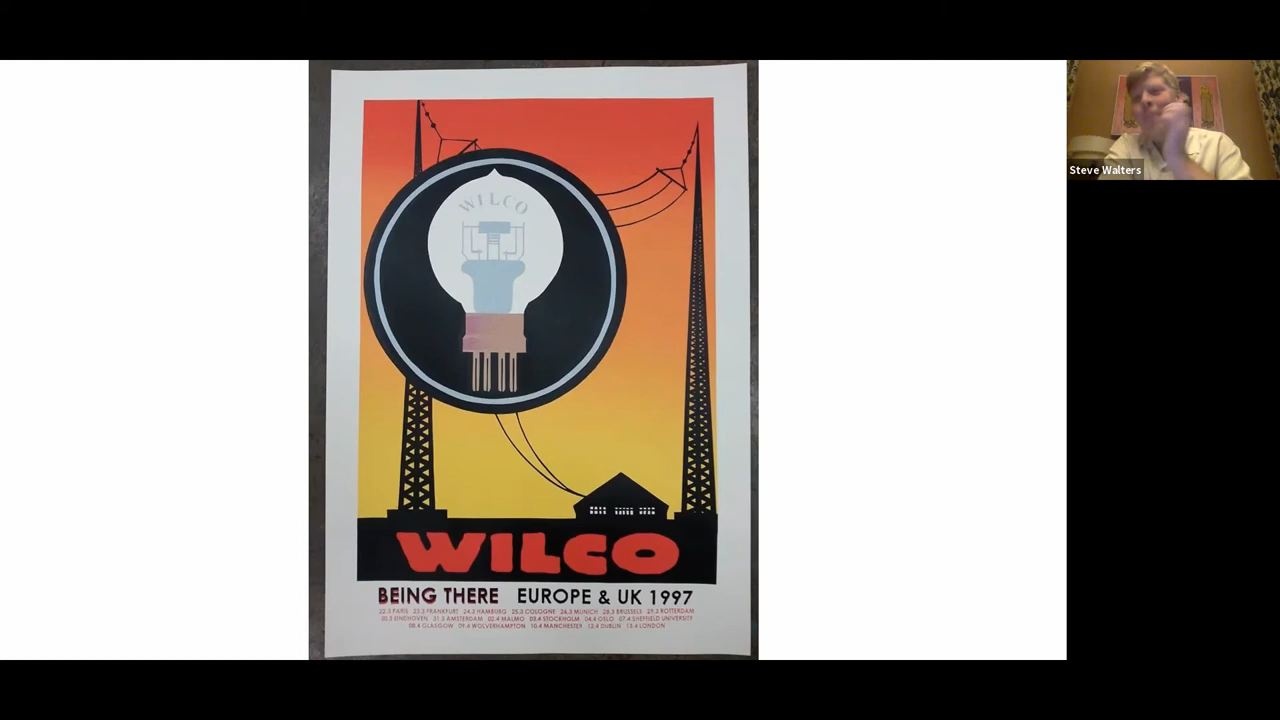 WILCO
WILCO
BEING THERE EUROPE & UK 1997
22.3 PARIS 23.3 FRANKFURT 24.3 HAMBURG 25.3 COLOGNE 26.3 MUNICH 28.3 BRUSSELS 29.3 ROTTERDAM
30.3 EINDHOVEN 31.3 AMSTERDAM 02.4 MALMO 03.4 STOCKHOLM 04.4 OSLO 07.4 SHEFFIELD UNIVERSITY
08.4 GLASGOW 09.4 WOLVERHAMPTON 10.4 MANCHESTER 12.4 DUBLIN 15.4 LONDON
Steve Walters